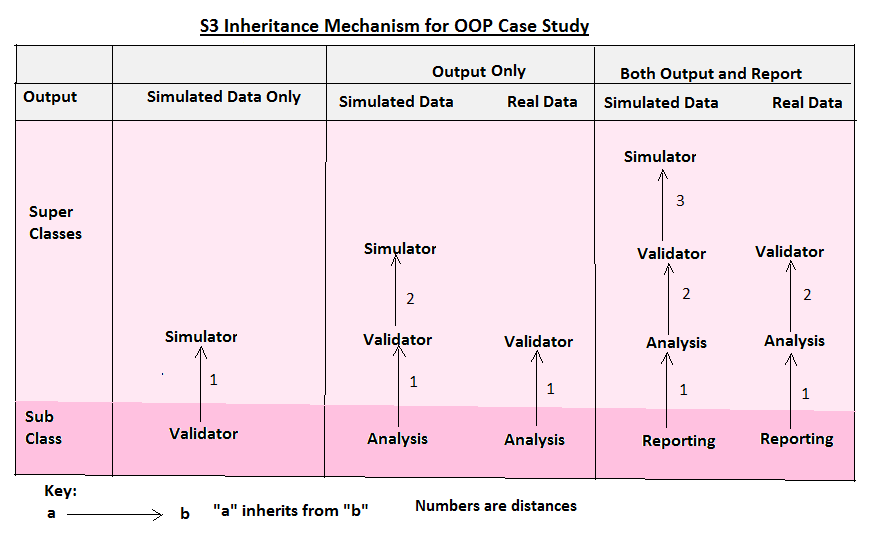 S3 Inheritance Mechanism for OOP Case Study
Output Only
Both Output and Report
Output
Simulated Data Only
Simulated Data
Real Data
Simulated Data
Real Data
Super
Classes
Simulator
3
Simulator
Validator
Validator
2
2
2
Simulator
Validator
Validator
Analysis
Analysis
1
1
1
1
1
Sub
Class
Validator
Analysis
Analysis
Reporting
Reporting
Key:
a
b
"a" inherits from "b"
Numbers are distances